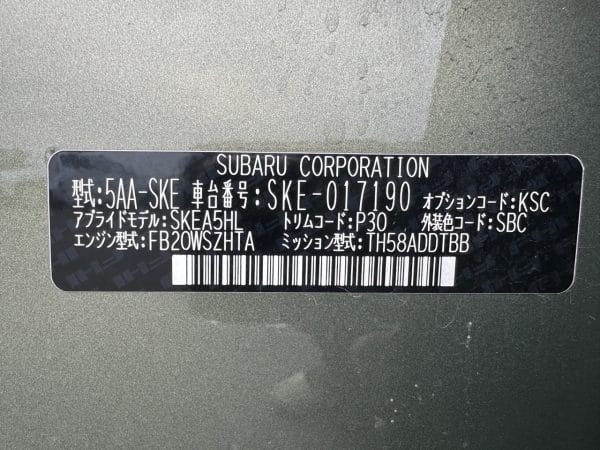 SUBARU CORPORATION
型式:5AA-SKE 車台番号:SKE-017190 オプションコード:KSC
アプライドモデル:SKEA5HL トリムコード:P30 外装色コード:SBC
エンジン型式:FB20WSZHTA ミッション型式:TH58ADDTBB